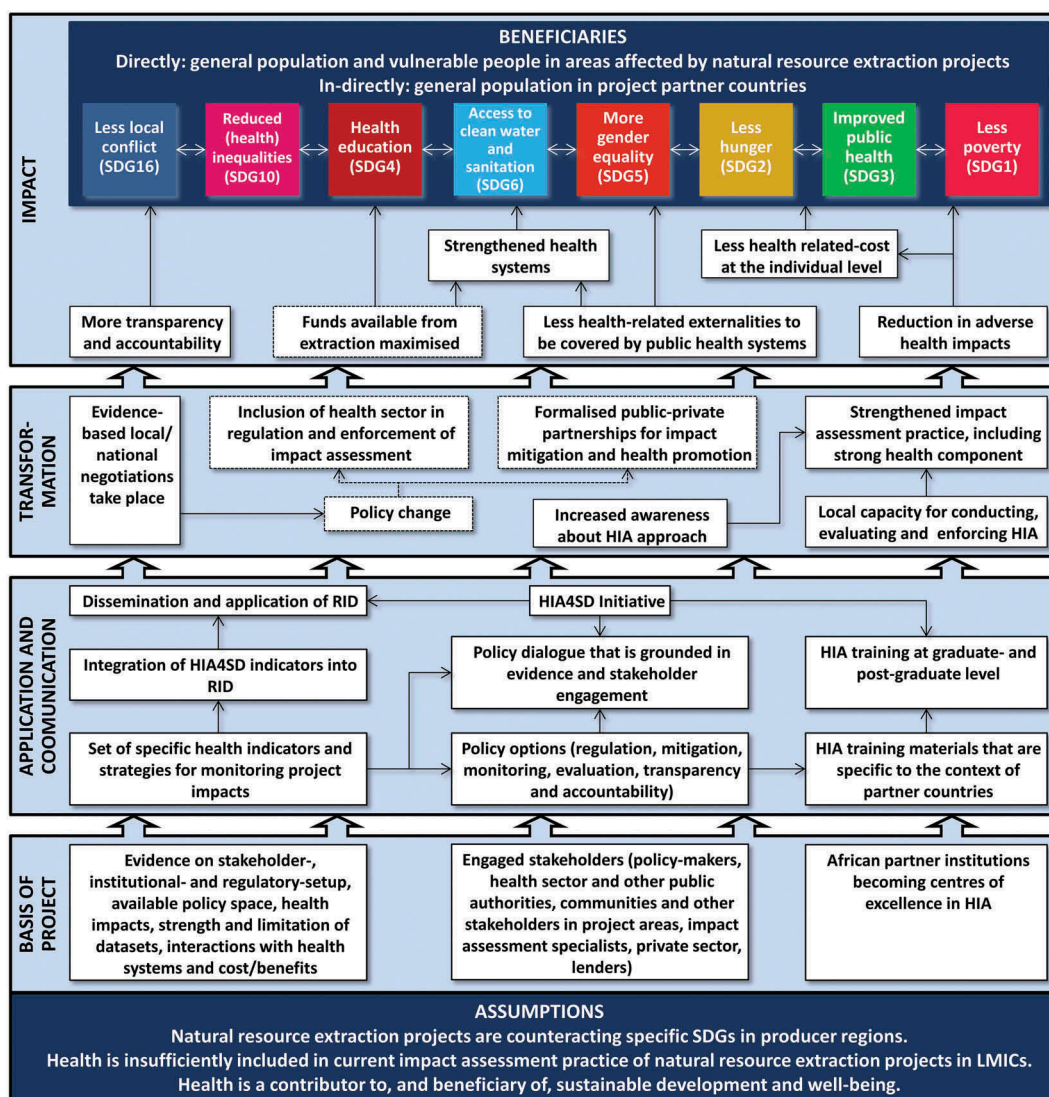 IMPACT
BENEFICIARIES
Directly: general population and vulnerable people in areas affected by natural resource extraction projects
In-directly: general population in project partner countries
Less local
conflict
(SDG16)
Reduced
(health)
inequalities
(SDG10)
Health
education
(SDG4)
Access to
clean water
and
sanitation
(SDG6)
More
gender
equality
(SDG5)
Less
hunger
(SDG2)
Improved
public
health
(SDG3)
Less
poverty
(SDG1)
Strengthened health
systems
Less health related-cost
at the individual level
More transparency
and accountability
Funds available from
extraction maximised
Less health-related externalities to
be covered by public health systems
Reduction in adverse
health impacts
TRANSFOR-
MATION
Evidence-
based local/
national
negotiations
take place
Inclusion of health sector in
regulation and enforcement of
impact assessment
Formalised public-private
partnerships for impact
mitigation and health promotion
Strengthened impact
assessment practice, including
strong health component
Policy change
Increased awareness
about HIA approach
Local capacity for conducting,
evaluating and enforcing HIA
APPLICATION AND
COOMUNICATION
Dissemination and application of RID
HIA4SD Initiative
Integration of HIA4SD indicators into
RID
Policy dialogue that is grounded in
evidence and stakeholder
engagement
HIA training at graduate- and
post-graduate level
Set of specific health indicators and
strategies for monitoring project
impacts
Policy options (regulation, mitigation,
monitoring, evaluation, transparency
and accountability)
HIA training materials that are
specific to the context of
partner countries
BASIS OF
PROJECT
Evidence on stakeholder-,
institutional- and regulatory-setup,
available policy space, health
impacts, strength and limitation of
datasets, interactions with health
systems and cost/benefits
Engaged stakeholders (policy-makers,
health sector and other public
authorities, communities and other
stakeholders in project areas, impact
assessment specialists, private sector,
lenders)
African partner institutions
becoming centres of
excellence in HIA
ASSUMPTIONS
Natural resource extraction projects are counteracting specific SDGs in producer regions.
Health is insufficiently included in current impact assessment practice of natural resource extraction projects in LMICs.
Health is a contributor to, and beneficiary of, sustainable development and well-being.